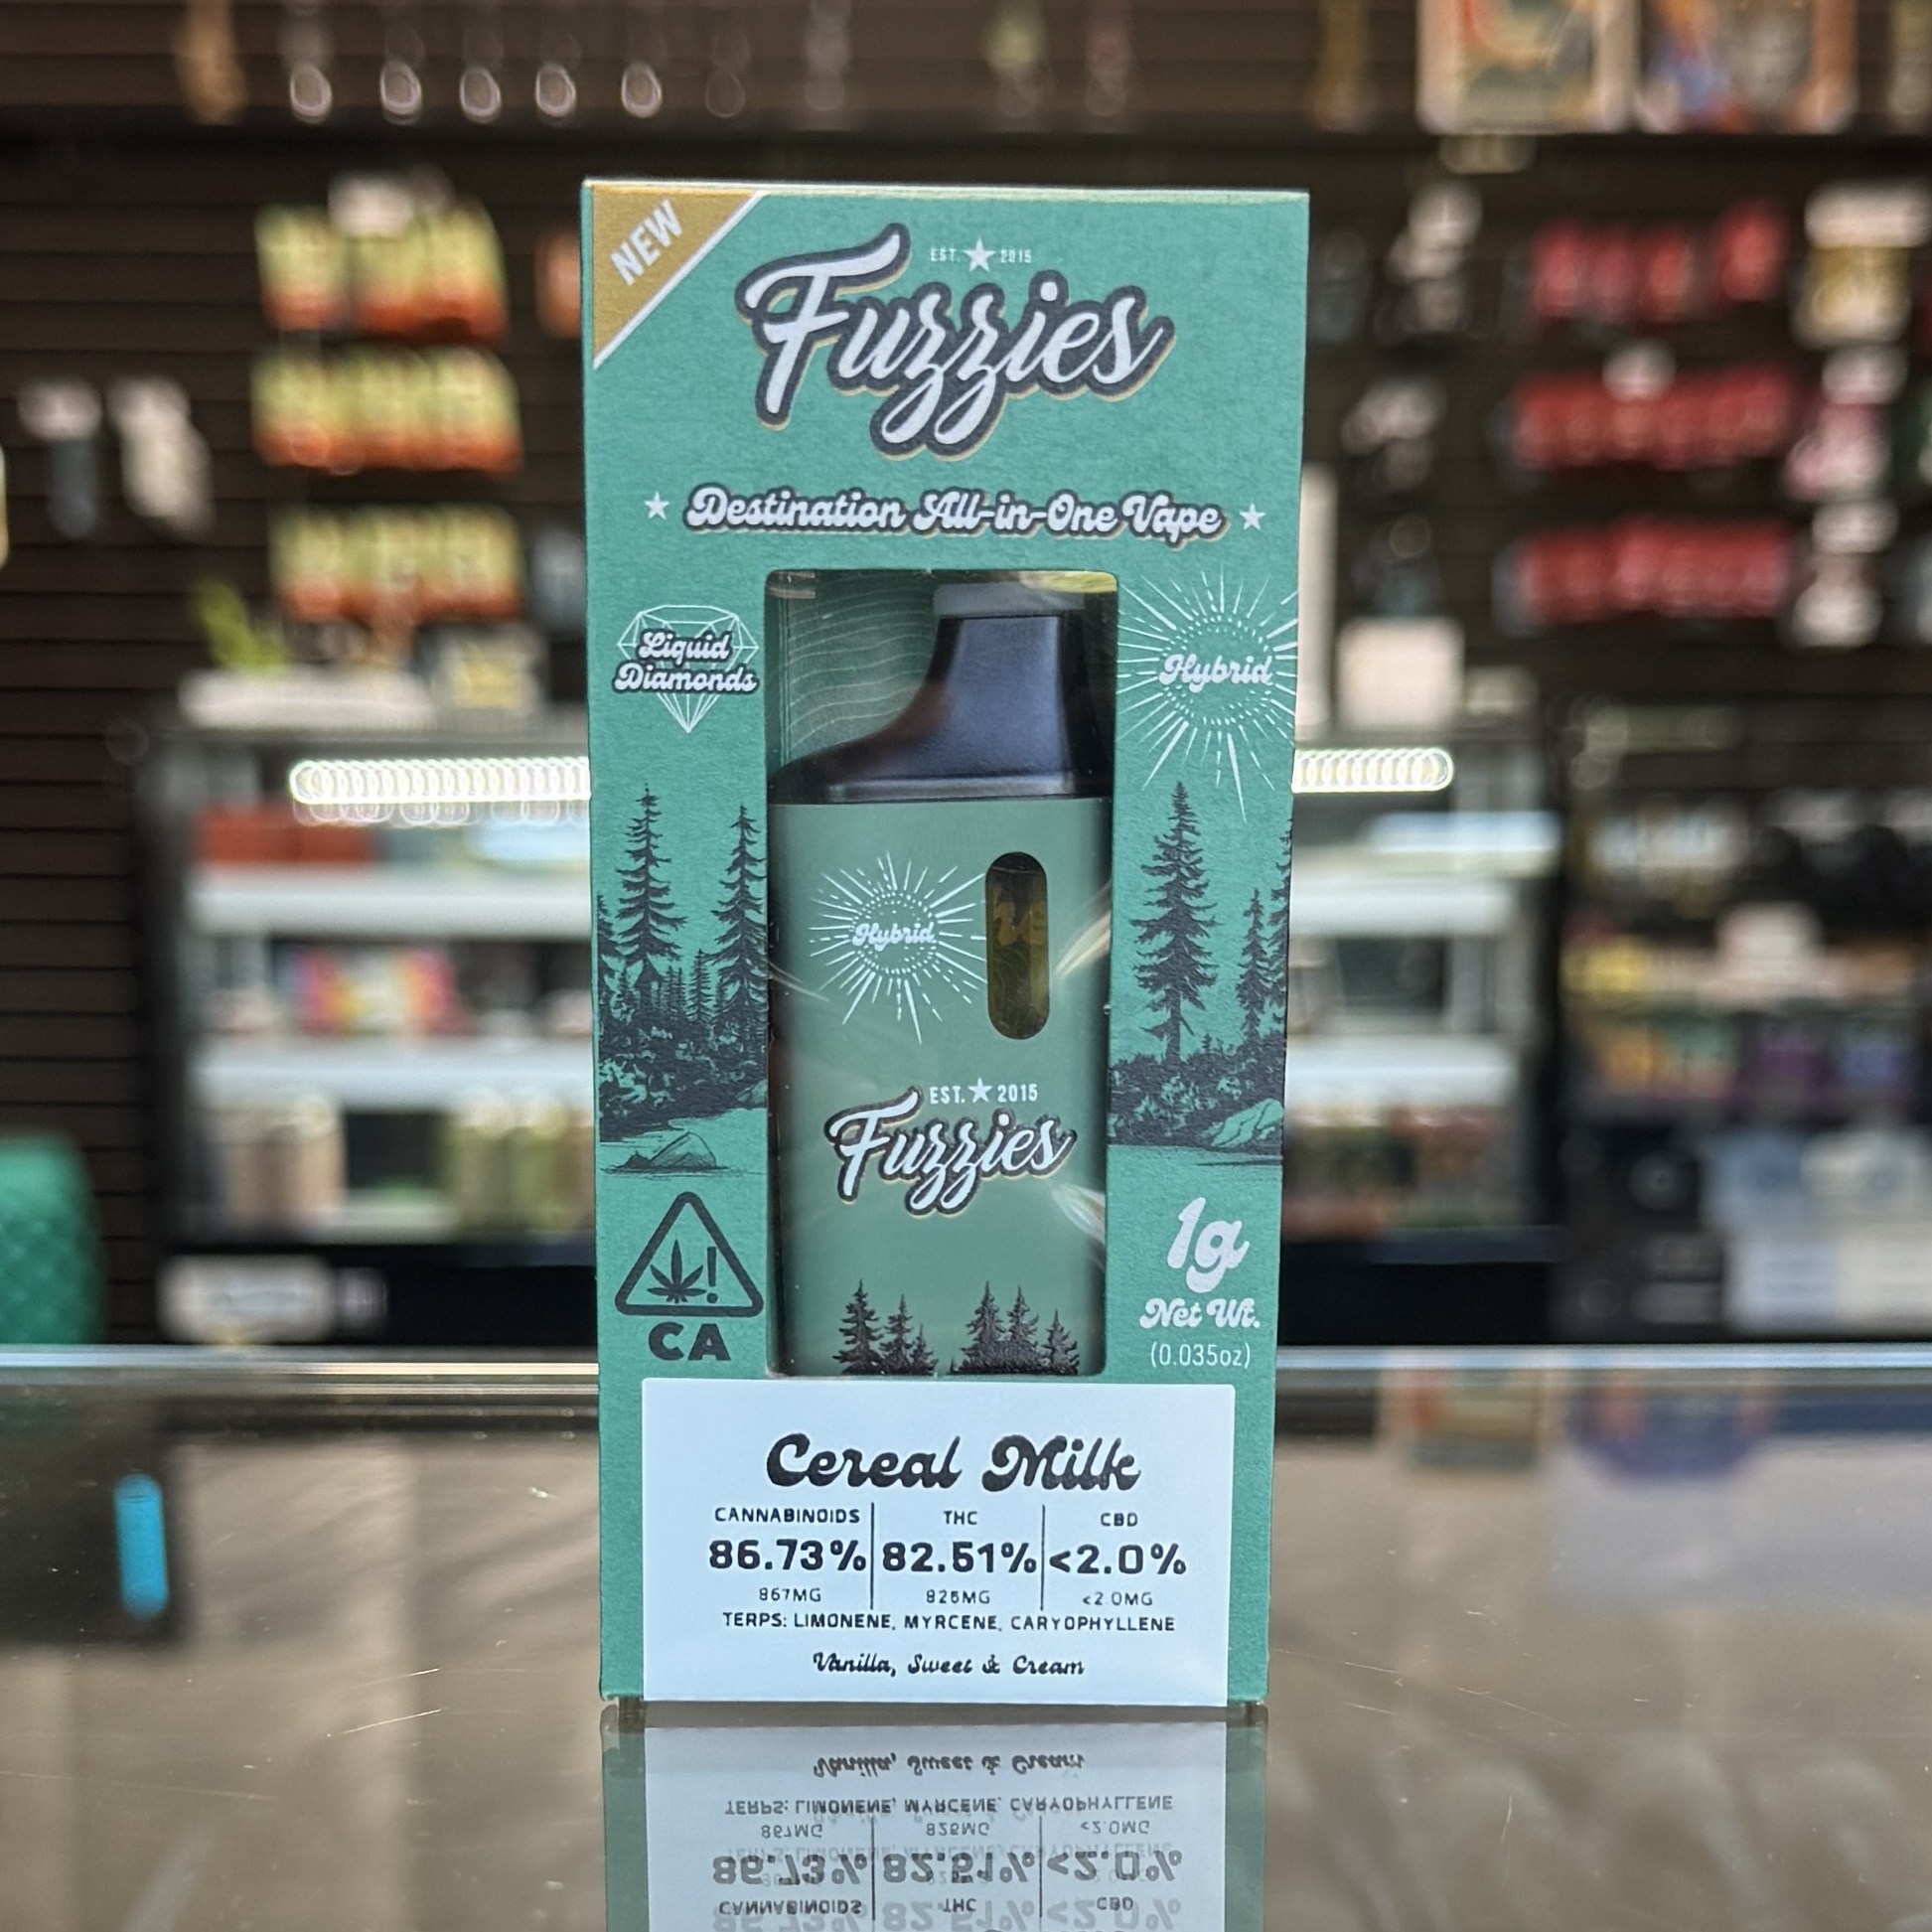 NEW
EST. ★ 2015
Fuzzies
★ Destination All-in-One Vape ★
Liquid
Diamonds
Hybrid
Hybrid
EST. ★ 2015
Fuzzies
CA
1g
Net Wt.
(0.035oz)
Cereal Milk
CANNABINOIDS THC CBD
86.73% 82.51% <2.0%
867MG 825MG <2.0MG
TERPS: LIMONENE, MYRCENE, CARYOPHYLLENE
Vanilla, Sweet & Cream